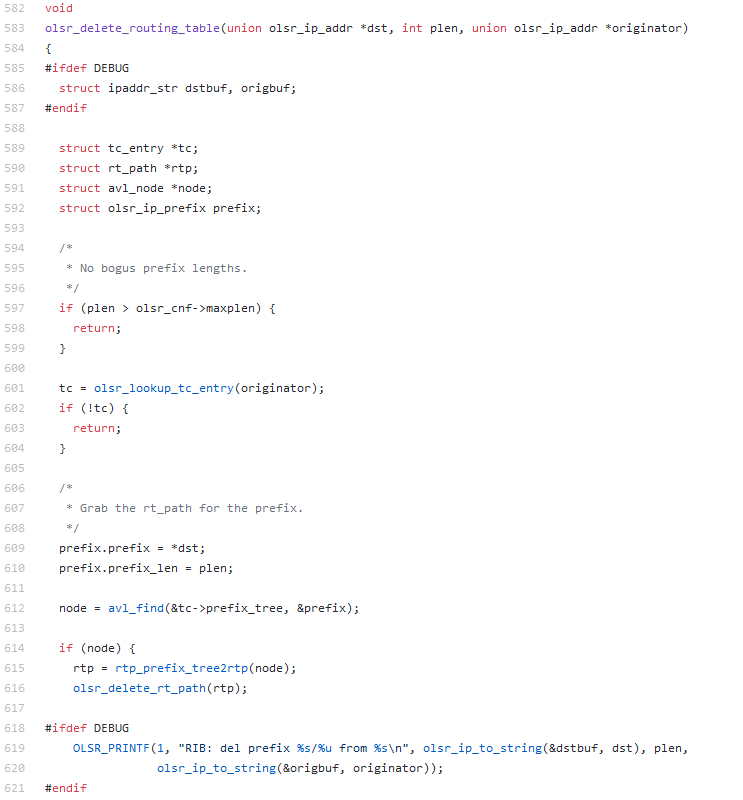 582 void
583 olsr_delete_routing_table(union olsr_ip_addr *dst, int plen, union olsr_ip_addr *originator)
584 {
585 #ifdef DEBUG
586   struct ipaddr_str dstbuf, origbuf;
587 #endif
588
589   struct tc_entry *tc;
590   struct rt_path *rtp;
591   struct avl_node *node;
592   struct olsr_ip_prefix prefix;
593
594   /*
595    * No bogus prefix lengths.
596    */
597   if (plen > olsr_cnf->maxplen) {
598     return;
599   }
600
601   tc = olsr_lookup_tc_entry(originator);
602   if (!tc) {
603     return;
604   }
605
606   /*
607    * Grab the rt_path for the prefix.
608    */
609   prefix.prefix = *dst;
610   prefix.prefix_len = plen;
611
612   node = avl_find(&tc->prefix_tree, &prefix);
613
614   if (node) {
615     rtp = rtp_prefix_tree2rtp(node);
616     olsr_delete_rt_path(rtp);
617
618 #ifdef DEBUG
619     OLSR_PRINTF(1, "RIB: del prefix %s/%u from %s\n", olsr_ip_to_string(&dstbuf, dst), plen,
620                 olsr_ip_to_string(&origbuf, originator));
621 #endif